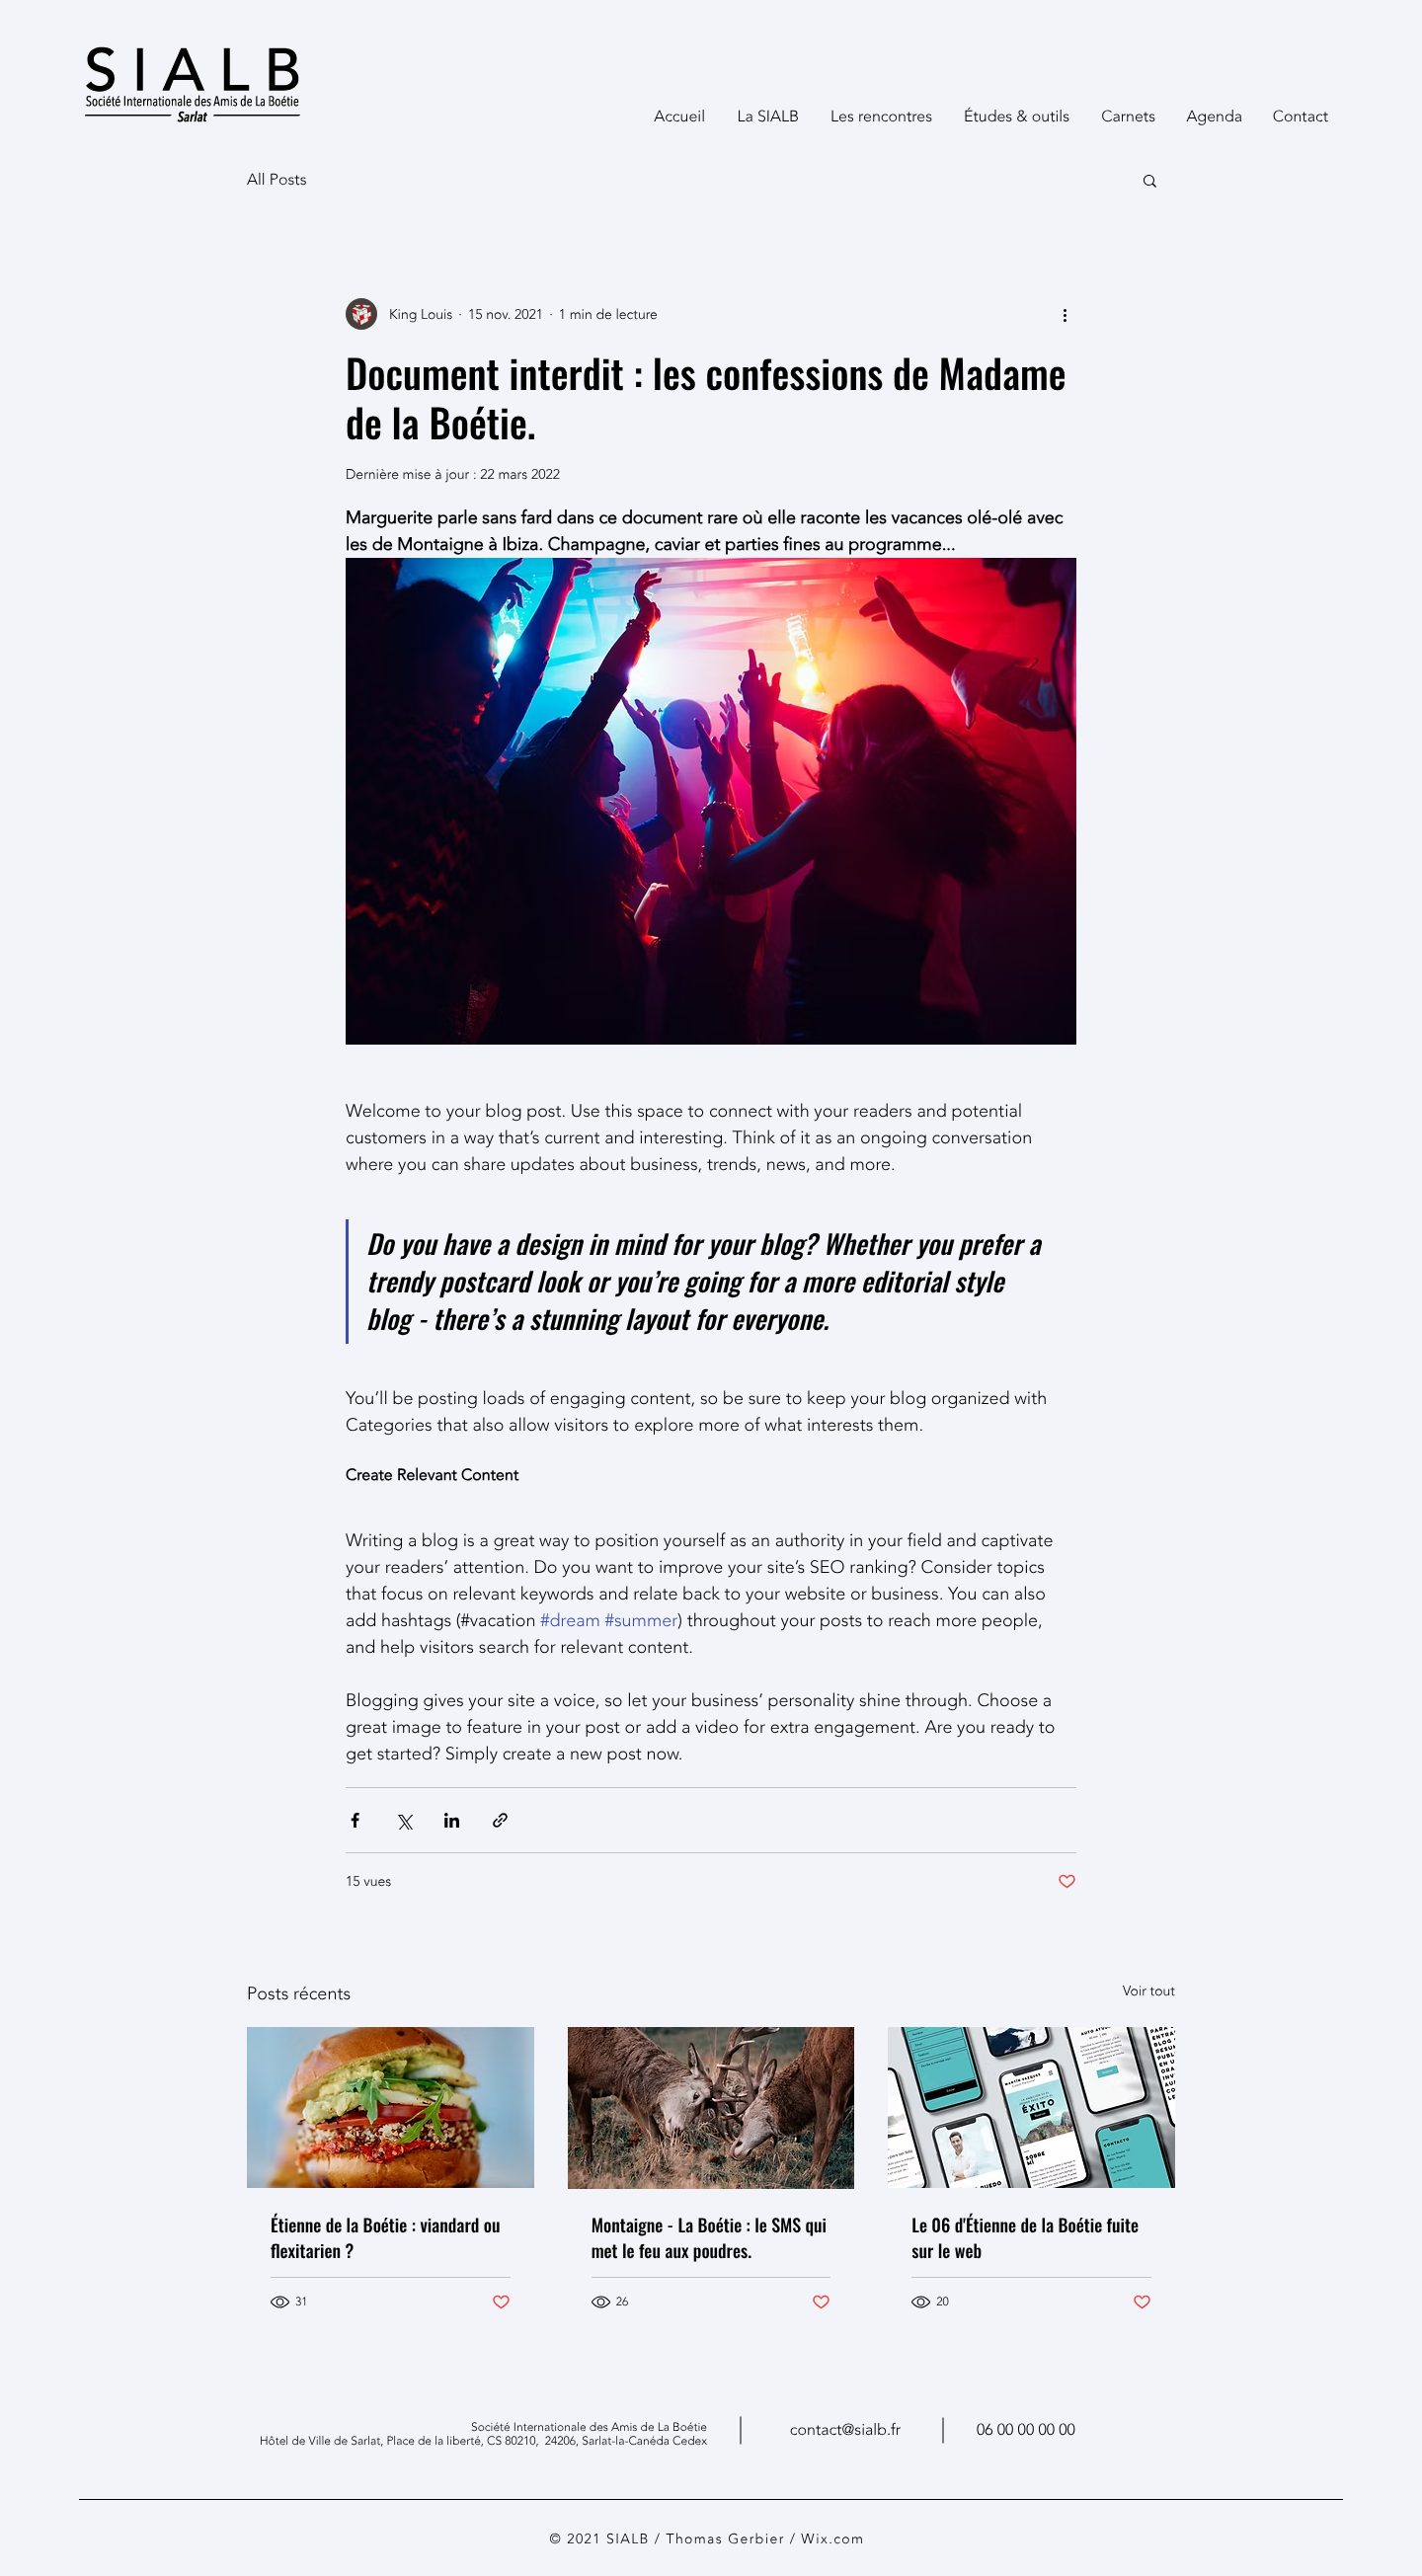 SIALB
Société Internationale des Amis de La Boétie
Sarlat
Accueil
La SIALB
Les rencontres
Études & outils
Carnets
Agenda
Contact
All Posts
King Louis · 15 nov. 2021 · 1 min de lecture
Document interdit : les confessions de Madame
de la Boétie.
Dernière mise à jour : 22 mars 2022
Marguerite parle sans fard dans ce document rare où elle raconte les vacances olé-olé avec
les de Montaigne à Ibiza. Champagne, caviar et parties fines au programme...
Welcome to your blog post. Use this space to connect with your readers and potential
customers in a way that’s current and interesting. Think of it as an ongoing conversation
where you can share updates about business, trends, news, and more.
Do you have a design in mind for your blog? Whether you prefer a
trendy postcard look or you’re going for a more editorial style
blog - there’s a stunning layout for everyone.
You’ll be posting loads of engaging content, so be sure to keep your blog organized with
Categories that also allow visitors to explore more of what interests them.
Create Relevant Content
Writing a blog is a great way to position yourself as an authority in your field and captivate
your readers’ attention. Do you want to improve your site’s SEO ranking? Consider topics
that focus on relevant keywords and relate back to your website or business. You can also
add hashtags (#vacation #dream #summer) throughout your posts to reach more people,
and help visitors search for relevant content.
Blogging gives your site a voice, so let your business’ personality shine through. Choose a
great image to feature in your post or add a video for extra engagement. Are you ready to
get started? Simply create a new post now.
15 vues
Posts récents
Voir tout
ÉXITO
SOBRE
MÍ
CONTACTO
Étienne de la Boétie : viandard ou
flexitarien ?
31
Montaigne - La Boétie : le SMS qui
met le feu aux poudres.
26
Le 06 d'Étienne de la Boétie fuite
sur le web
20
Société Internationale des Amis de La Boétie
Hôtel de Ville de Sarlat, Place de la liberté, CS 80210, 24206, Sarlat-la-Canéda Cedex
contact@sialb.fr
06 00 00 00 00
© 2021 SIALB / Thomas Gerbier / Wix.com